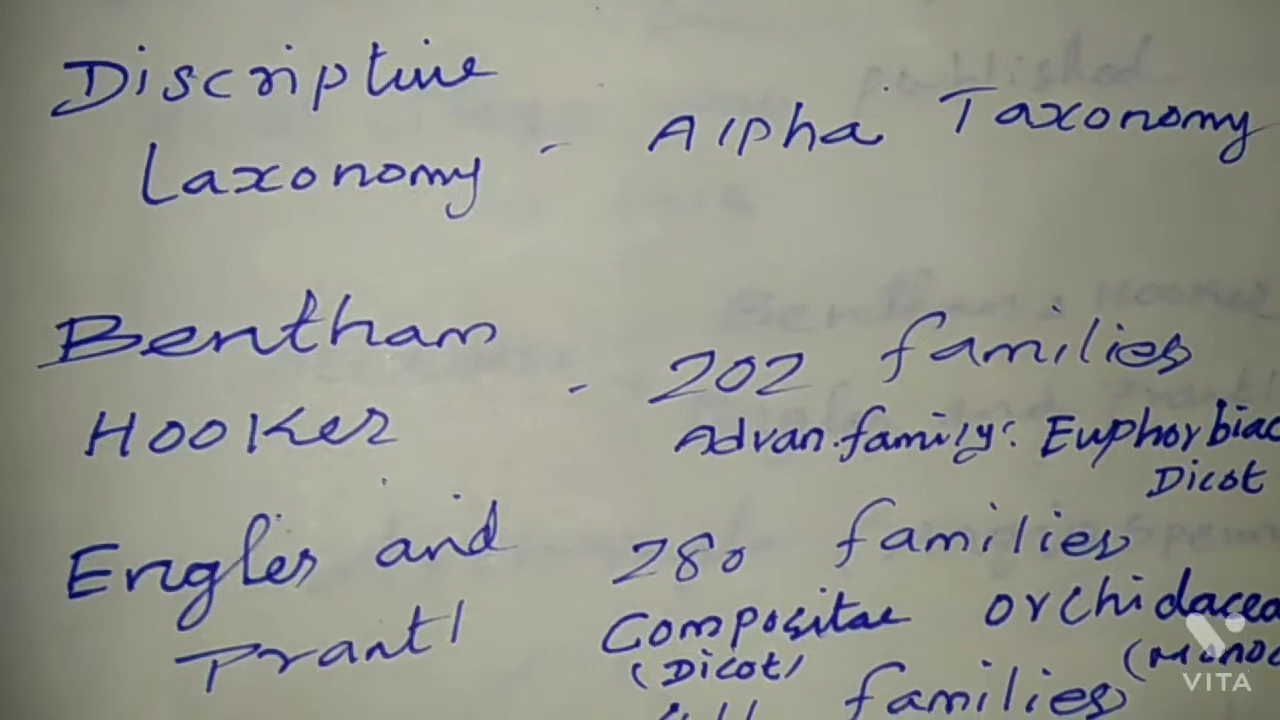 Discriptive
Laxonomy - Alpha Taxonomy
Bentham
Hooker - 202 families
Advan.family: Euphorbiac
Dicot
Engler and 280 families
Prantl Compositae orchidacea
(Dicot) (Monoc
families
VITA